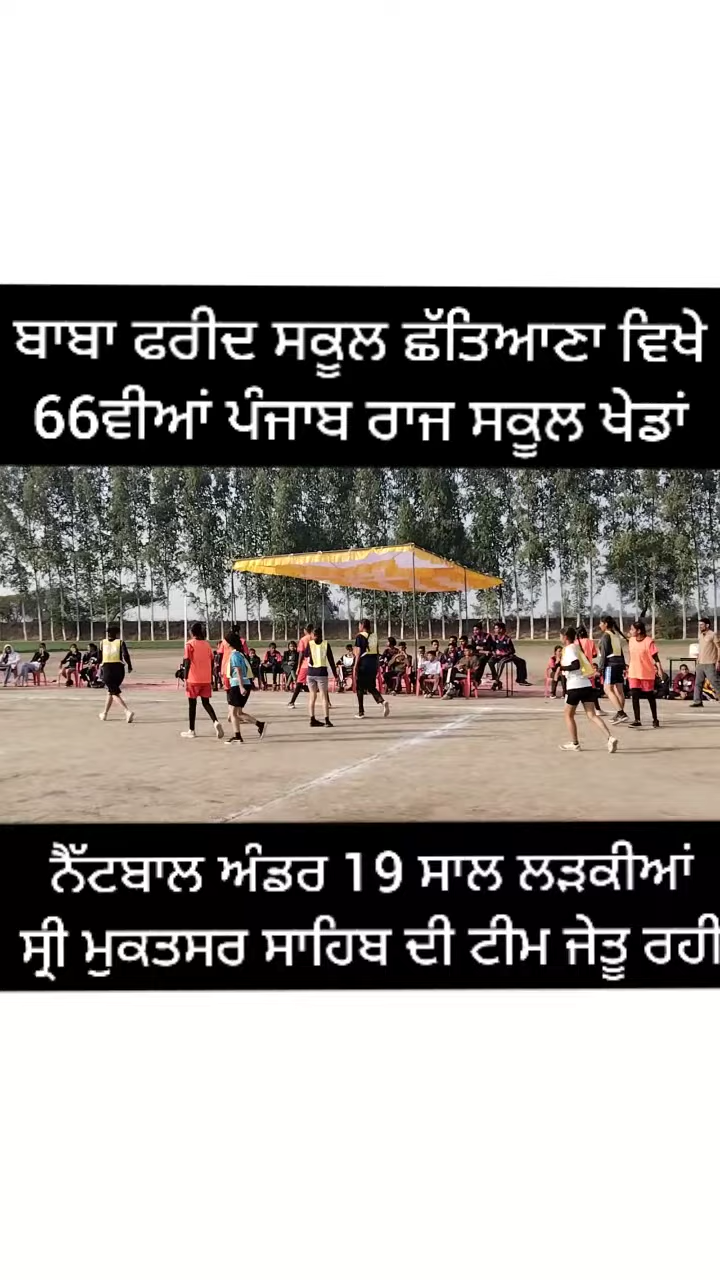 ਬਾਬਾ ਫਰੀਦ ਸਕੂਲ ਛੱਤਿਆਣਾ ਵਿਖੇ
66ਵੀਆਂ ਪੰਜਾਬ ਰਾਜ ਸਕੂਲ ਖੇਡਾਂ
ਨੈੱਟਬਾਲ ਅੰਡਰ 19 ਸਾਲ ਲੜਕੀਆਂ
ਸ੍ਰੀ ਮੁਕਤਸਰ ਸਾਹਿਬ ਦੀ ਟੀਮ ਜੇਤੂ ਰਹੀ